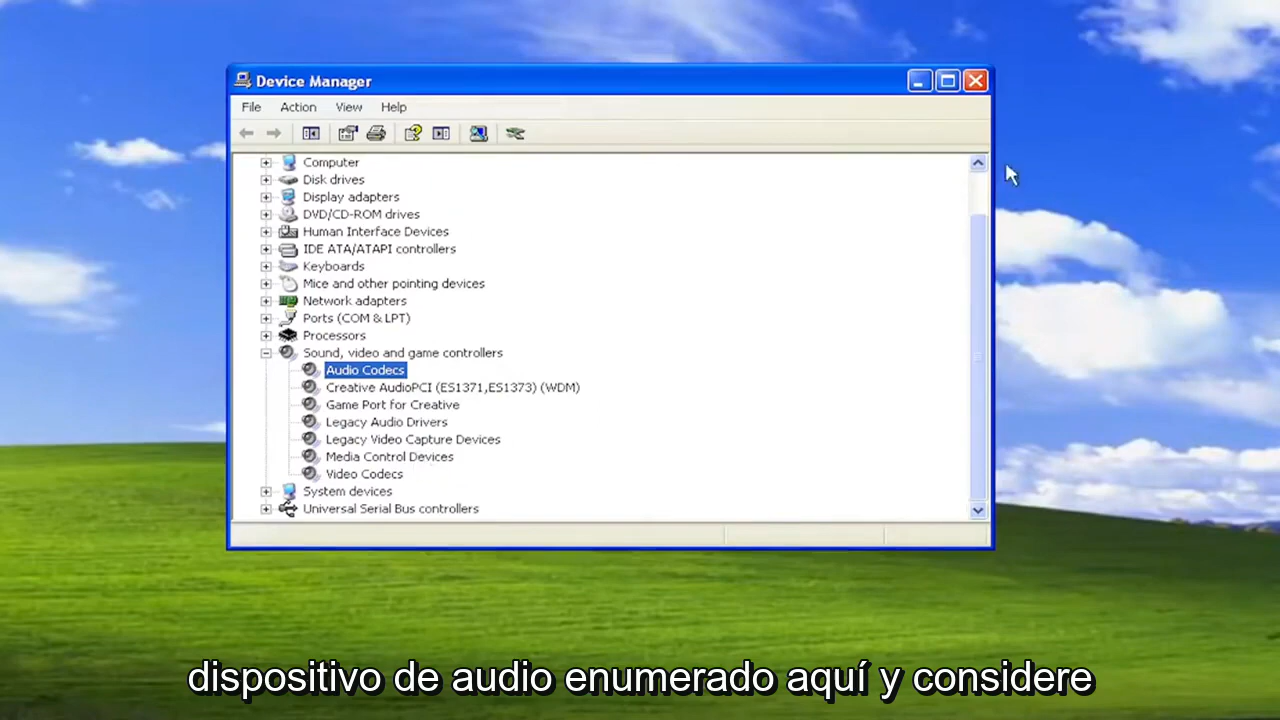 Device Manager
File Action View Help
Computer
Disk drives
Display adapters
DVD/CD-ROM drives
Human Interface Devices
IDE ATA/ATAPI controllers
Keyboards
Mice and other pointing devices
Network adapters
Ports (COM & LPT)
Processors
Sound, video and game controllers
Audio Codecs
Creative AudioPCI (ES1371,ES1373) (WDM)
Game Port for Creative
Legacy Audio Drivers
Legacy Video Capture Devices
Media Control Devices
Video Codecs
System devices
Universal Serial Bus controllers
dispositivo de audio enumerado aquí y considere